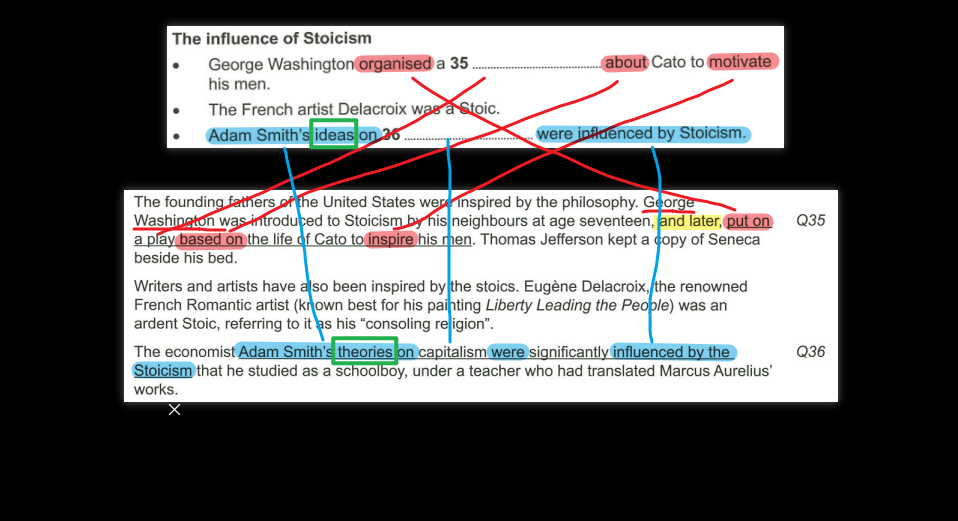 The influence of Stoicism
• George Washington organised a 35 ........................ about Cato to motivate
his men.
• The French artist Delacroix was a Stoic.
• Adam Smith's ideas on 36 ........................ were influenced by Stoicism.
The founding fathers of the United States were inspired by the philosophy. George
Washington was introduced to Stoicism by his neighbours at age seventeen, and later, put on Q35
a play based on the life of Cato to inspire his men. Thomas Jefferson kept a copy of Seneca
beside his bed.
Writers and artists have also been inspired by the stoics. Eugène Delacroix, the renowned
French Romantic artist (known best for his painting Liberty Leading the People) was an
ardent Stoic, referring to it as his “consoling religion”.
The economist Adam Smith's theories on capitalism were significantly influenced by the Q36
Stoicism that he studied as a schoolboy, under a teacher who had translated Marcus Aurelius'
works.